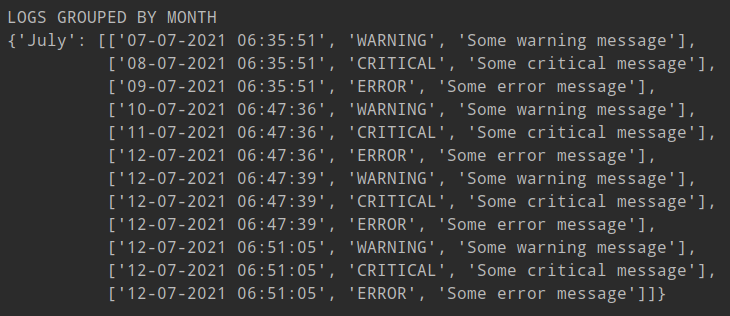 LOGS GROUPED BY MONTH
{'July': [['07-07-2021 06:35:51', 'WARNING', 'Some warning message'],
['08-07-2021 06:35:51', 'CRITICAL', 'Some critical message'],
['09-07-2021 06:35:51', 'ERROR', 'Some error message'],
['10-07-2021 06:47:36', 'WARNING', 'Some warning message'],
['11-07-2021 06:47:36', 'CRITICAL', 'Some critical message'],
['12-07-2021 06:47:36', 'ERROR', 'Some error message'],
['12-07-2021 06:47:39', 'WARNING', 'Some warning message'],
['12-07-2021 06:47:39', 'CRITICAL', 'Some critical message'],
['12-07-2021 06:47:39', 'ERROR', 'Some error message'],
['12-07-2021 06:51:05', 'WARNING', 'Some warning message'],
['12-07-2021 06:51:05', 'CRITICAL', 'Some critical message'],
['12-07-2021 06:51:05', 'ERROR', 'Some error message']]}